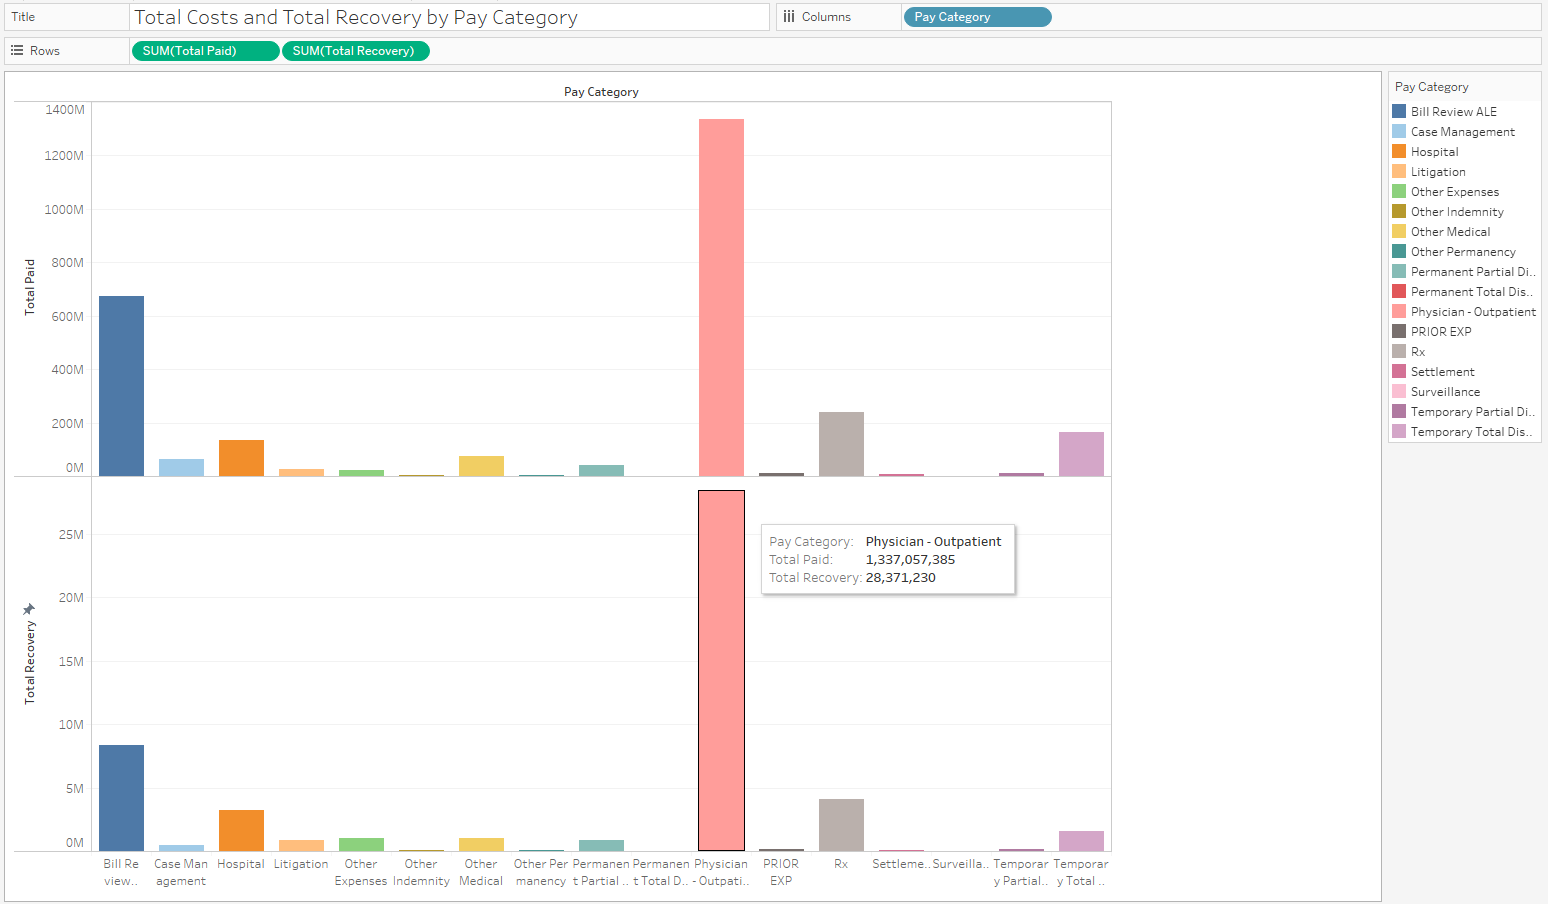 Title
Total Costs and Total Recovery by Pay Category
Columns
Pay Category
Rows
SUM(Total Paid)
SUM(Total Recovery)
Pay Category
1400M
1200M
1000M
800M
600M
400M
200M
0M
Total Paid
25M
20M
15M
10M
5M
0M
Total Recovery
Pay Category: Physician - Outpatient
Total Paid: 1,337,057,385
Total Recovery: 28,371,230
Bill Re
view..
Case Man
agement
Hospital
Litigation
Other
Expenses
Other
Indemnity
Other
Medical
Other Per
manency
Permanen
t Partial ..
Permanen
t Total D..
Physician
- Outpati..
PRIOR
EXP
Rx
Settleme..
Surveilla..
Temporar
y Partial..
Temporar
y Total ..
Pay Category
Bill Review ALE
Case Management
Hospital
Litigation
Other Expenses
Other Indemnity
Other Medical
Other Permanency
Permanent Partial Di..
Permanent Total Dis..
Physician - Outpatient
PRIOR EXP
Rx
Settlement
Surveillance
Temporary Partial Di..
Temporary Total Dis..